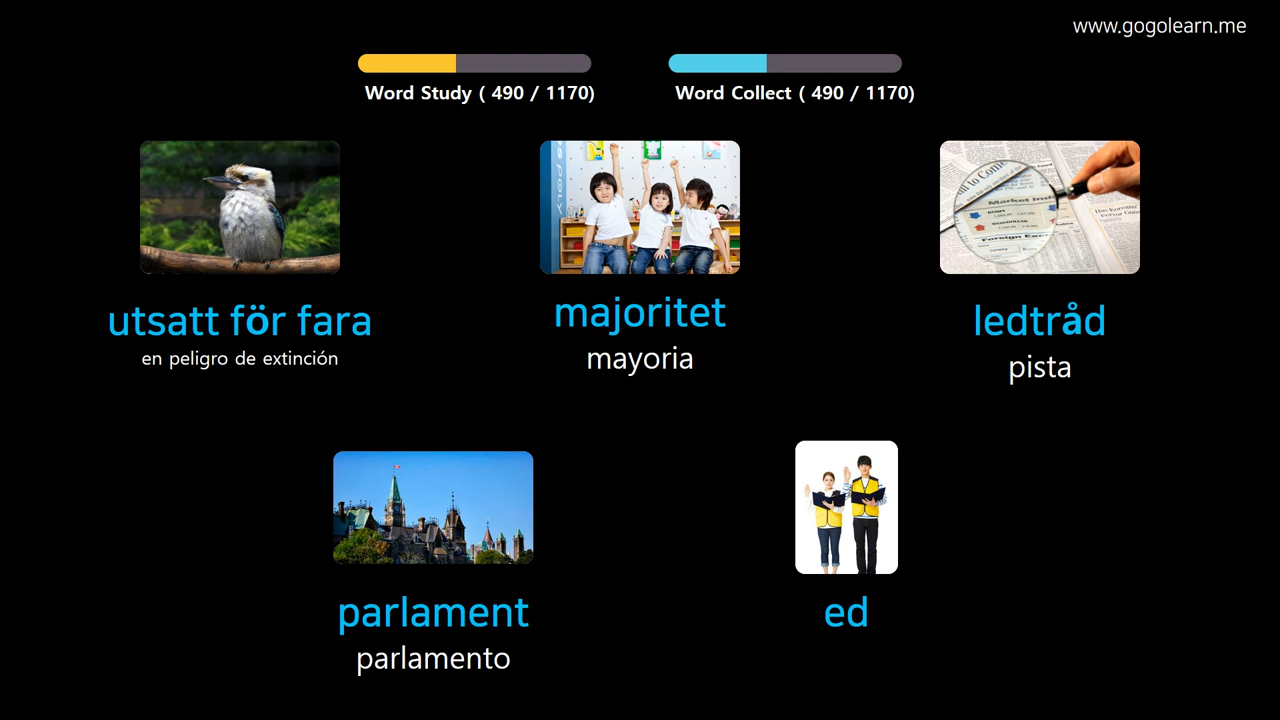 www.gogolearn.me
Word Study ( 490 / 1170)
Word Collect ( 490 / 1170)
utsatt för fara
en peligro de extinción
majoritet
mayoria
ledtråd
pista
parlament
parlamento
ed